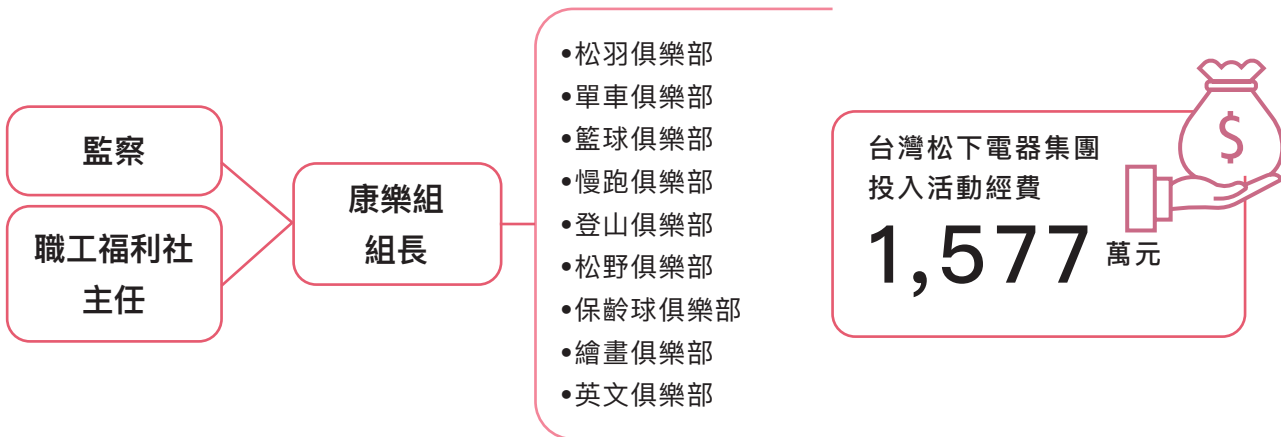 監察
職工福利社
主任
康樂組
組長
•松羽俱樂部
•單車俱樂部
•籃球俱樂部
•慢跑俱樂部
•登山俱樂部
•松野俱樂部
•保齡球俱樂部
•繪畫俱樂部
•英文俱樂部
台灣松下電器集團
投入活動經費
1,577 萬元
$